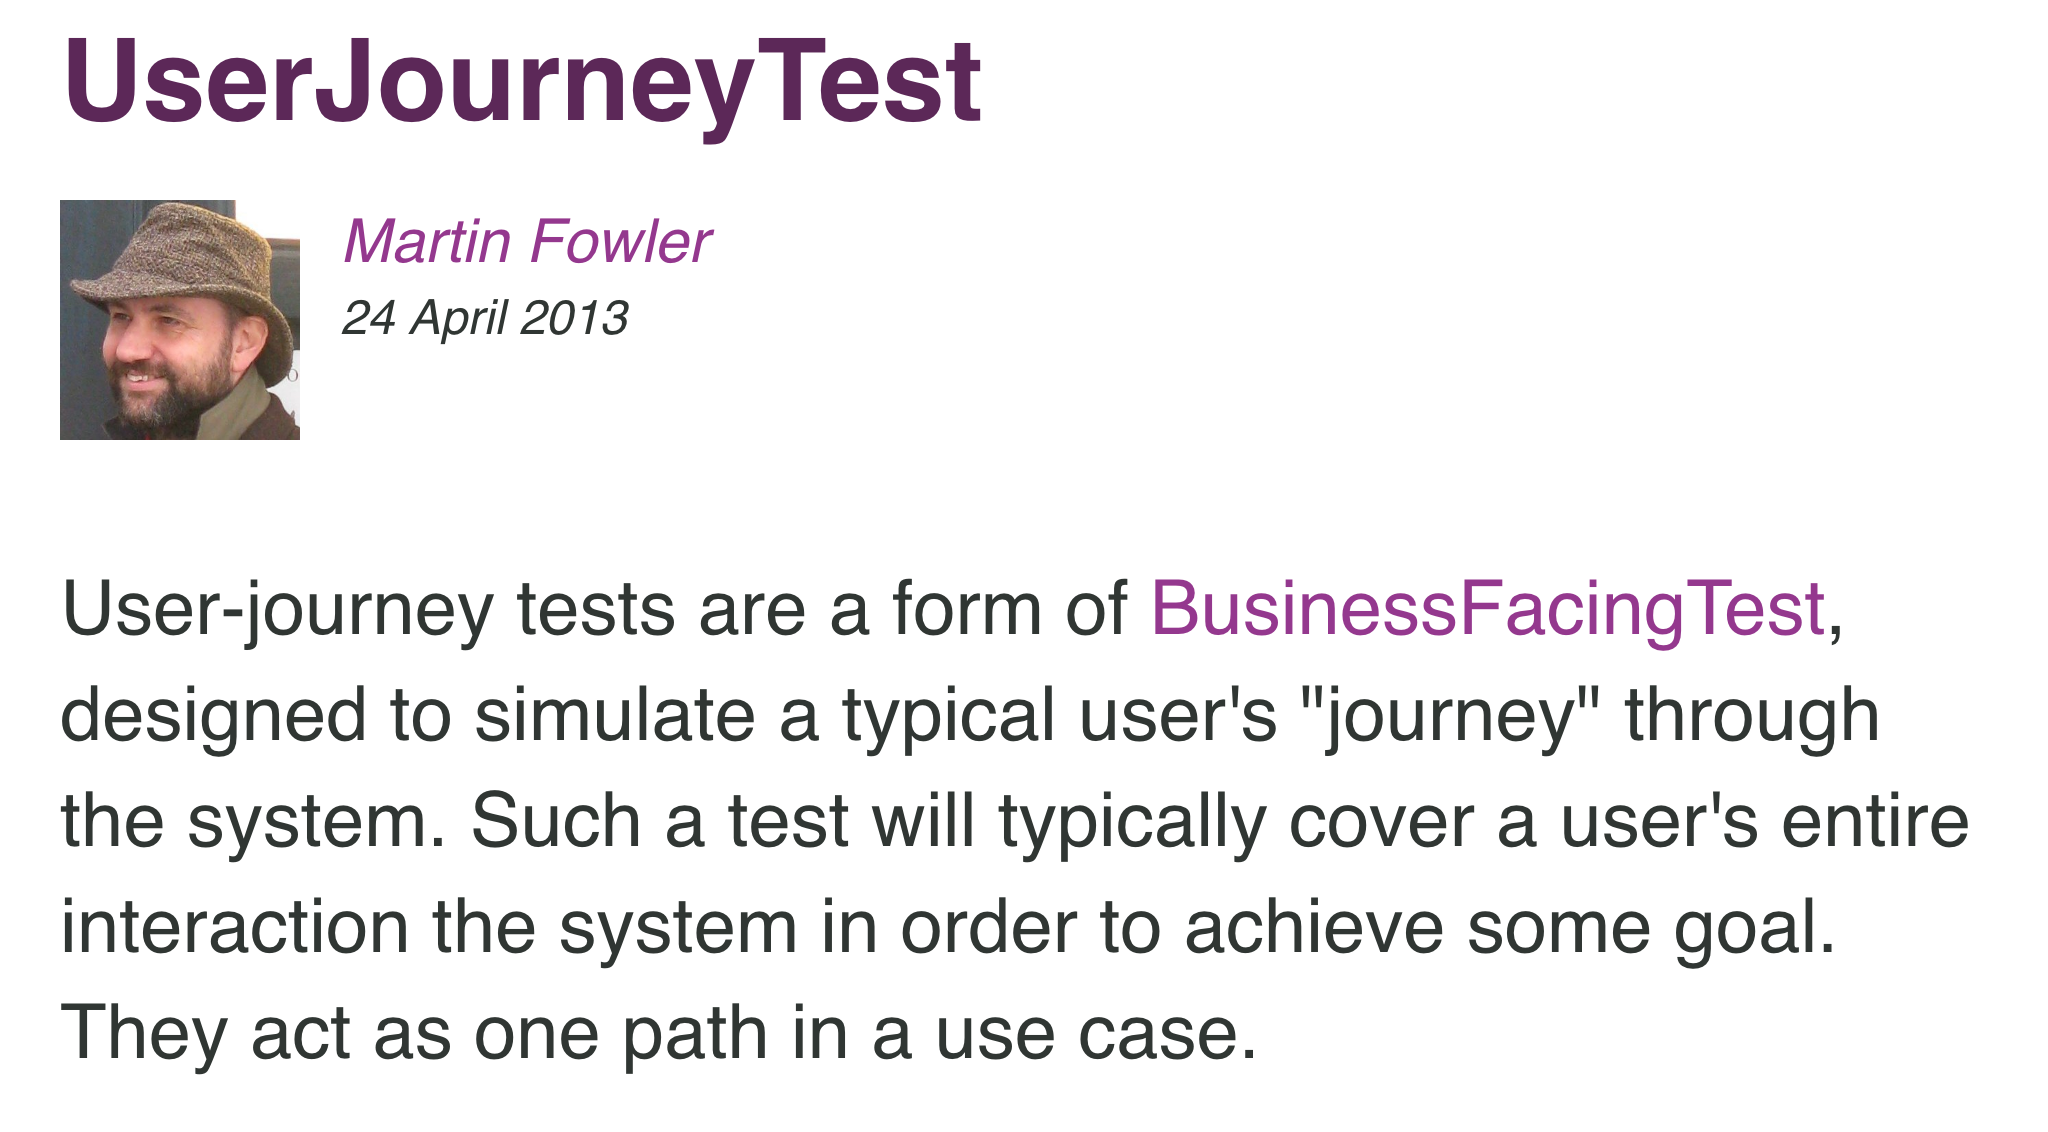 UserJourneyTest
Martin Fowler
24 April 2013
User-journey tests are a form of BusinessFacingTest,
designed to simulate a typical user's "journey" through
the system. Such a test will typically cover a user's entire
interaction the system in order to achieve some goal.
They act as one path in a use case.